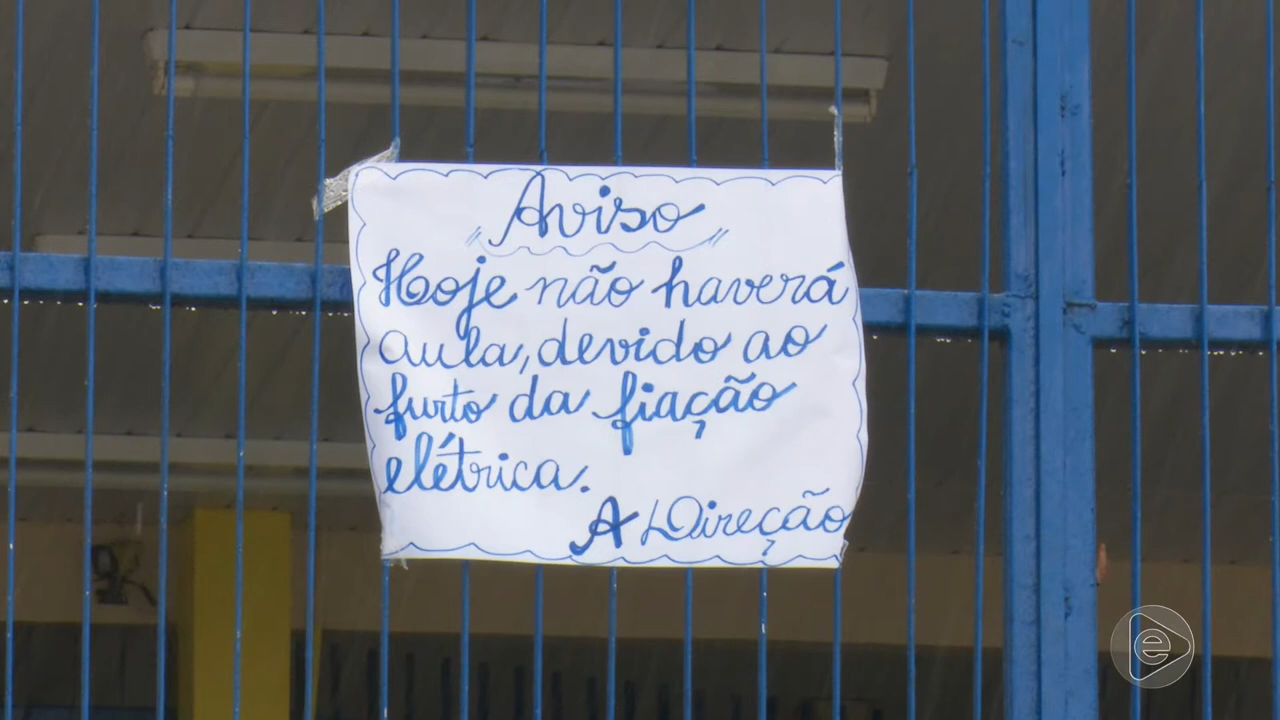 Aviso
Hoje não haverá
aula, devido ao
furto da fiação
elétrica.
A Direção
e